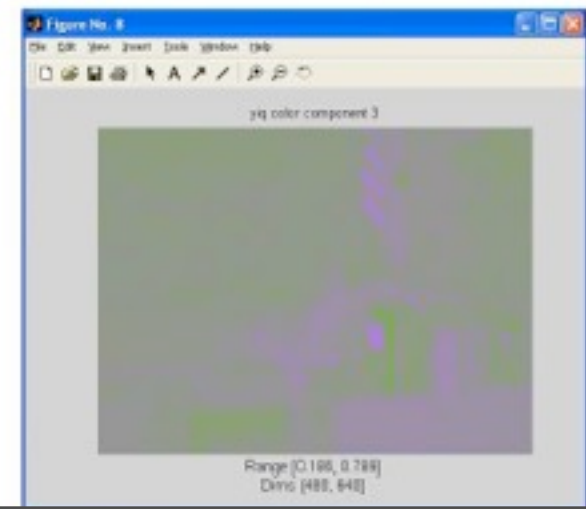 Figure No. 8
File Edit View Insert Tools Window Help
A
yiq color component 3
Range [0.186, 0.789]
Dims [480, 640]